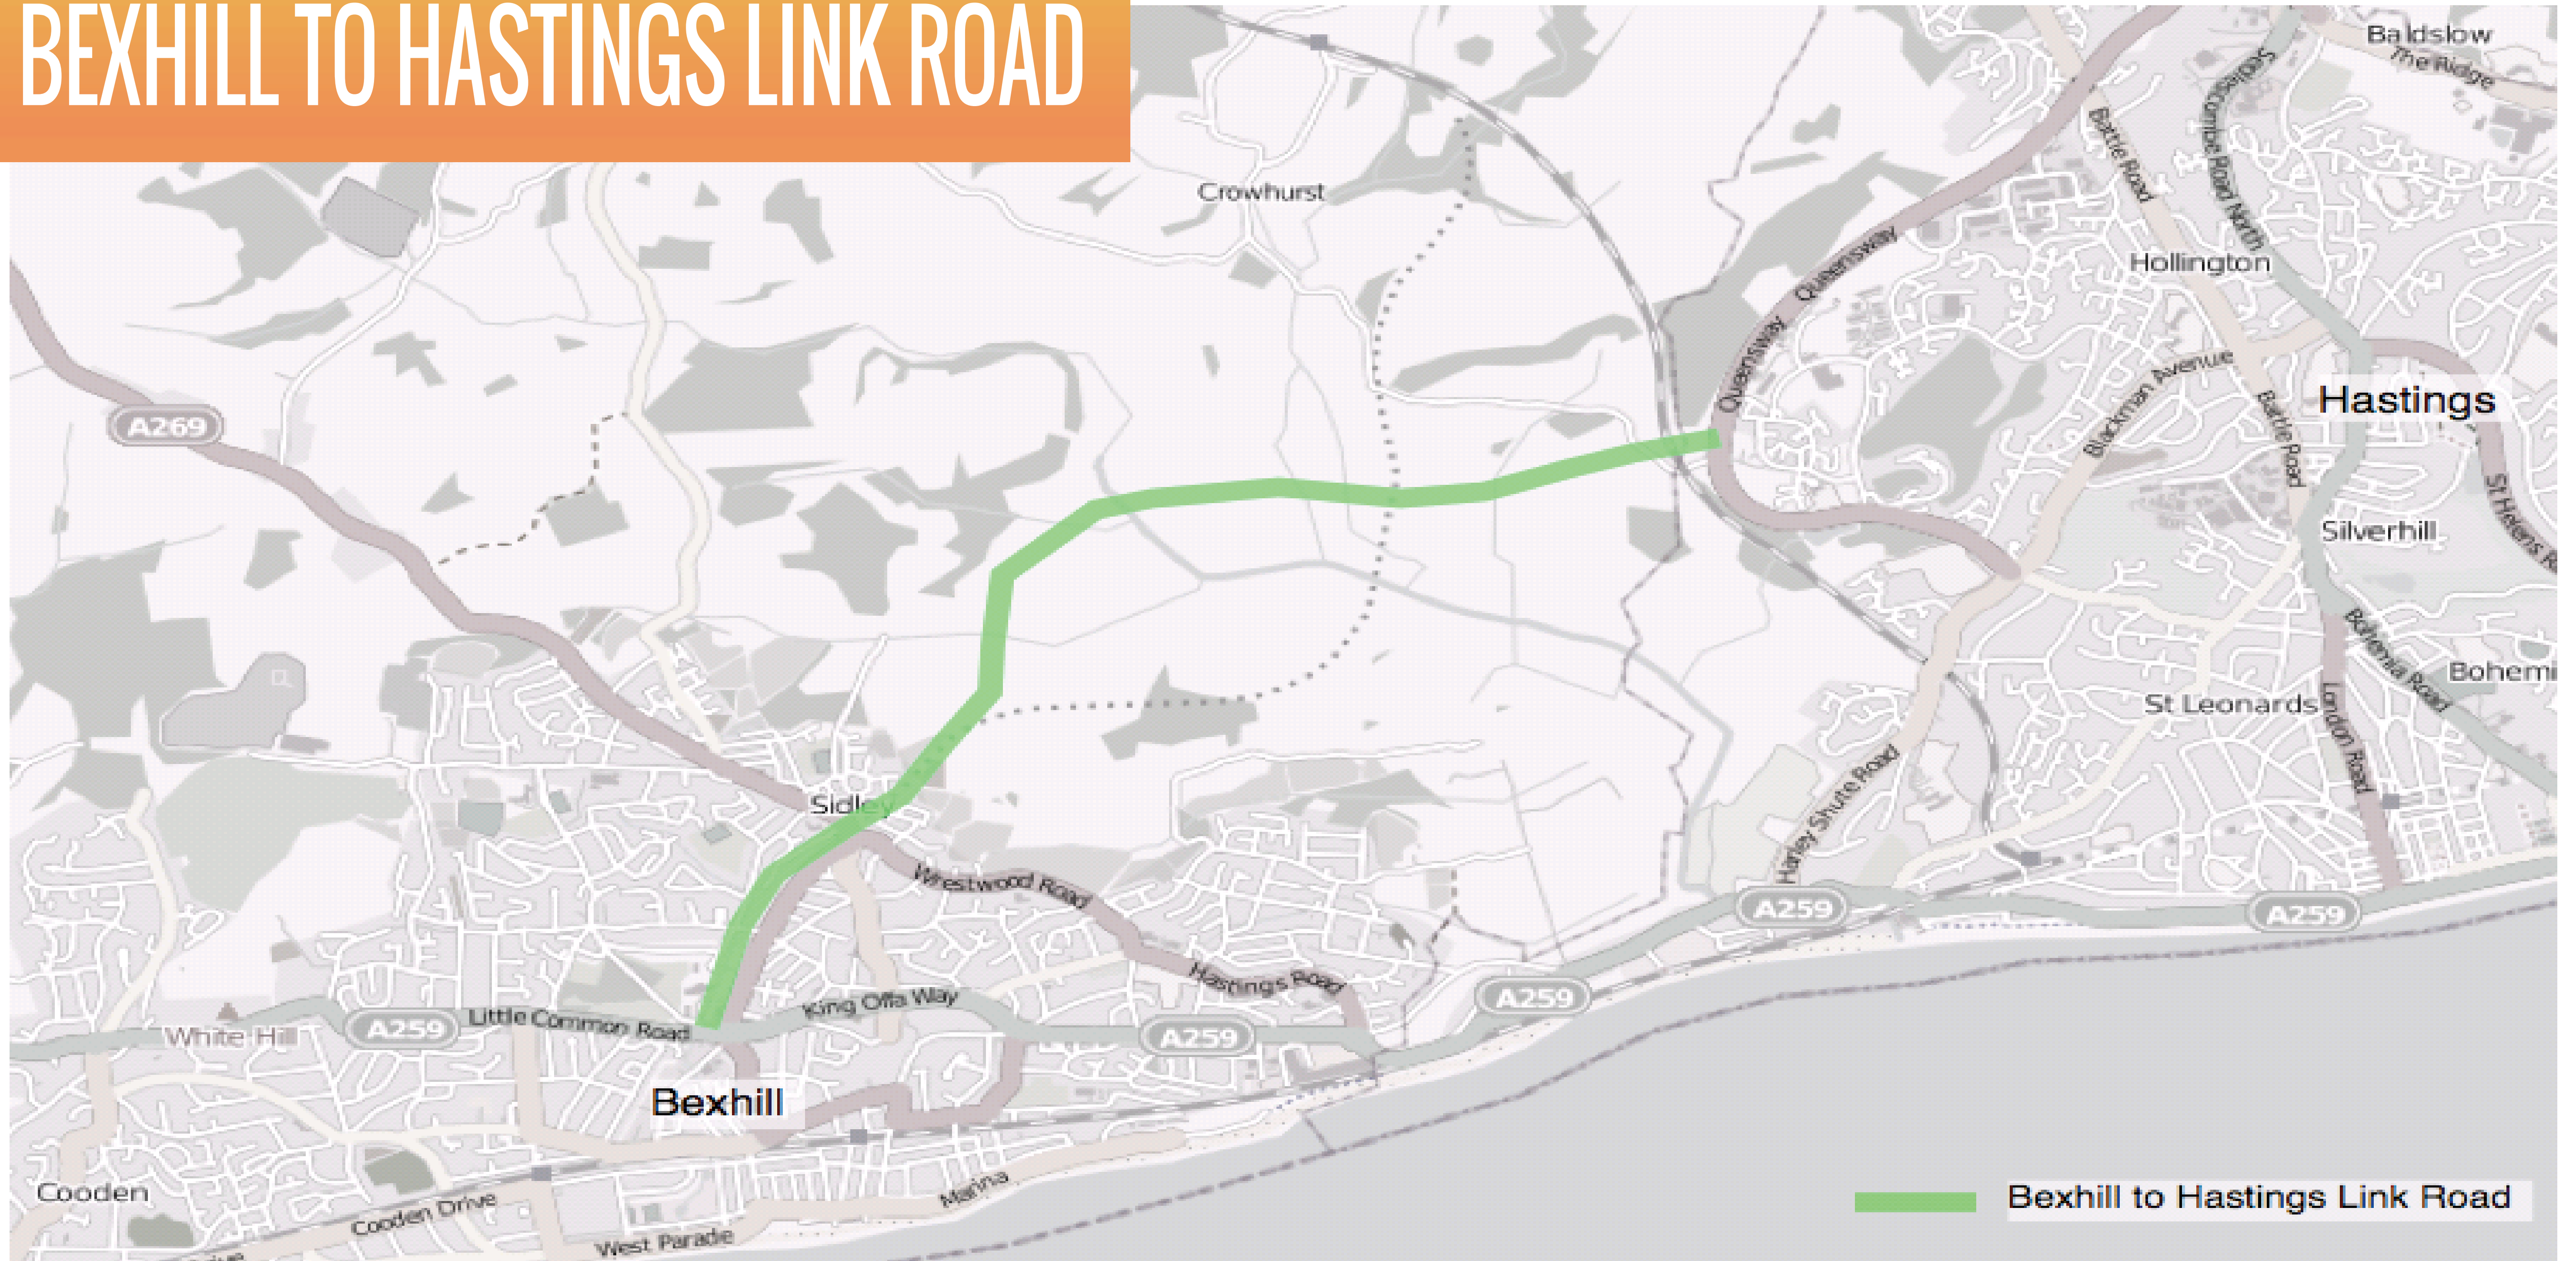 BEXHILL TO HASTINGS LINK ROAD
Baldslow
The Ridge
Sedlescombe Road North
Battle Road
Crowhurst
Queensway
Hollington
Queensway
Blackman Avenue
Hastings
A269
Battle Road
St Helens R
Silverhill
Bohemia Road
Bohemi
St Leonards
London Road
Sidley
Harley Shute Road
Wrestwood Road
A259
A259
Hastings Road
King Offa Way
A259
Little Common Road
White Hill
A259
A259
Bexhill
Cooden
Marina
Cooden Drive
West Parade
ive
Bexhill to Hastings Link Road